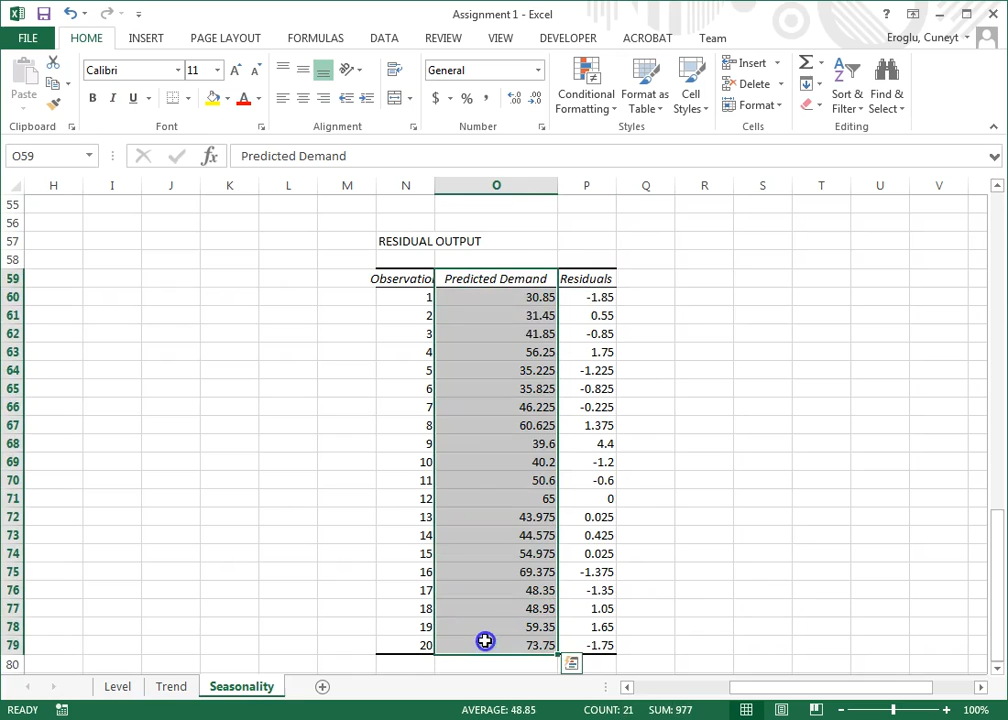 Assignment 1 - Excel
FILE HOME INSERT PAGE LAYOUT FORMULAS DATA REVIEW VIEW DEVELOPER ACROBAT Team Eroglu, Cuneyt
Paste Calibri 11 General Conditional Formatting Format as Table Cell Styles Insert Delete Format Sort & Filter Find & Select
Clipboard Font Alignment Number Styles Cells Editing
O59 Predicted Demand
H I J K L M N O P Q R S T U V
55
56
57 RESIDUAL OUTPUT
58
59 Observation Predicted Demand Residuals
60 1 30.85 -1.85
61 2 31.45 0.55
62 3 41.85 -0.85
63 4 56.25 1.75
64 5 35.225 -1.225
65 6 35.825 -0.825
66 7 46.225 -0.225
67 8 60.625 1.375
68 9 39.6 4.4
69 10 40.2 -1.2
70 11 50.6 -0.6
71 12 65 0
72 13 43.975 0.025
73 14 44.575 0.425
74 15 54.975 0.025
75 16 69.375 -1.375
76 17 48.35 -1.35
77 18 48.95 1.05
78 19 59.35 1.65
79 20 73.75 -1.75
80
Level Trend Seasonality
READY AVERAGE: 48.85 COUNT: 21 SUM: 977 100%